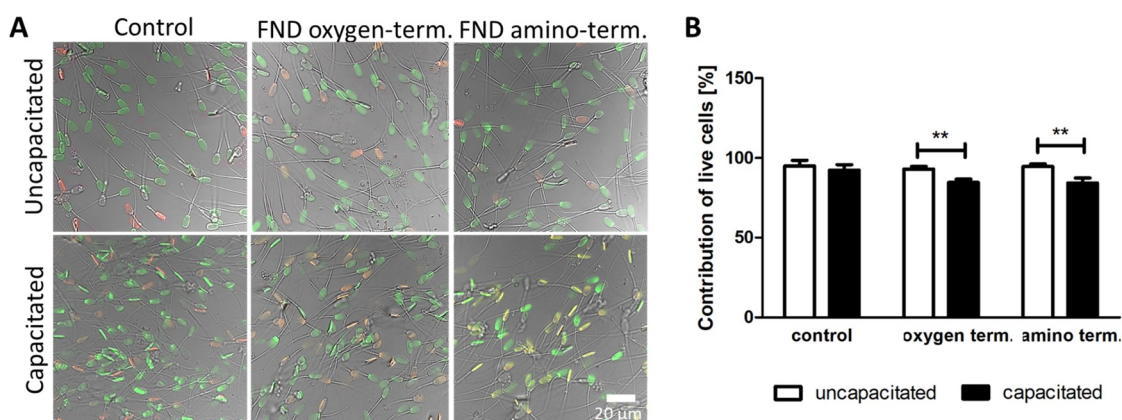 A
Control
FND oxygen-term.
FND amino-term.
Uncapacitated
Capacitated
20 µm
B
Contribution of live cells [%]
150
100
50
0
**
**
control
oxygen term.
amino term.
uncapacitated
capacitated